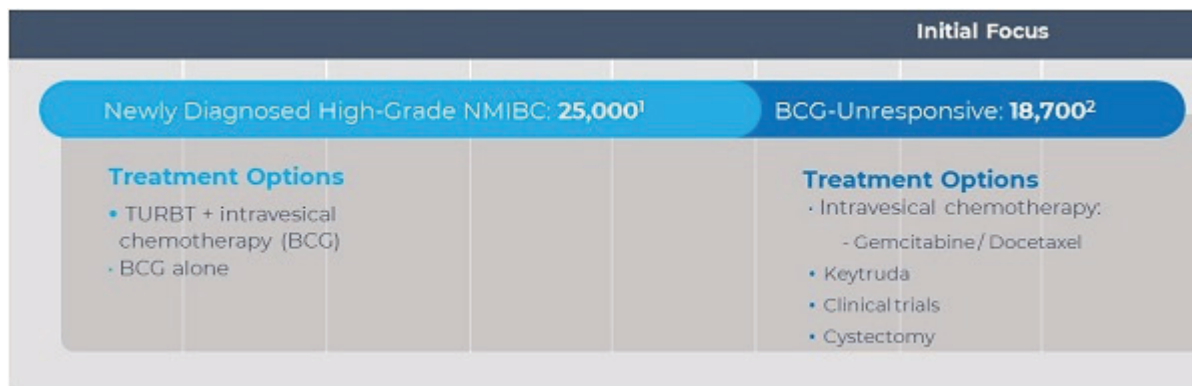 Initial Focus
Newly Diagnosed High-Grade NMIBC: 25,000¹
BCG-Unresponsive: 18,700²
Treatment Options
• TURBT + intravesical
chemotherapy (BCG)
• BCG alone
Treatment Options
• Intravesical chemotherapy:
- Gemcitabine/Docetaxel
• Keytruda
• Clinical trials
• Cystectomy